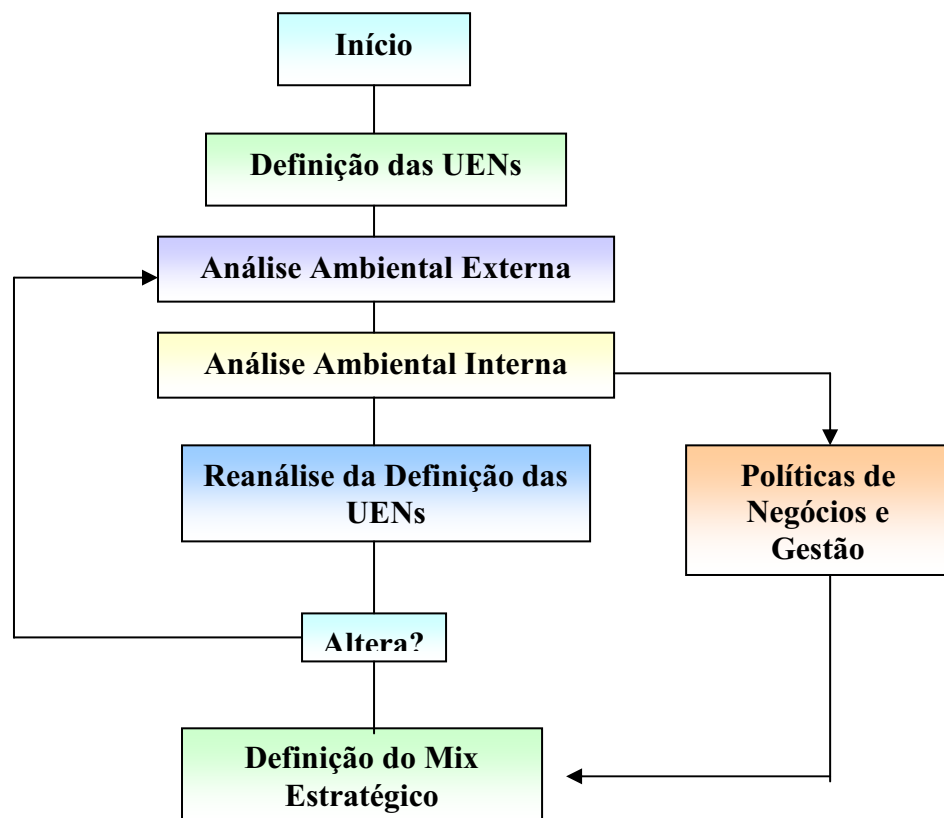 Início
Definição das UENs
Análise Ambiental Externa
Análise Ambiental Interna
Reanálise da Definição das
UENs
Políticas de
Negócios e
Gestão
Altera?
Definição do Mix
Estratégico